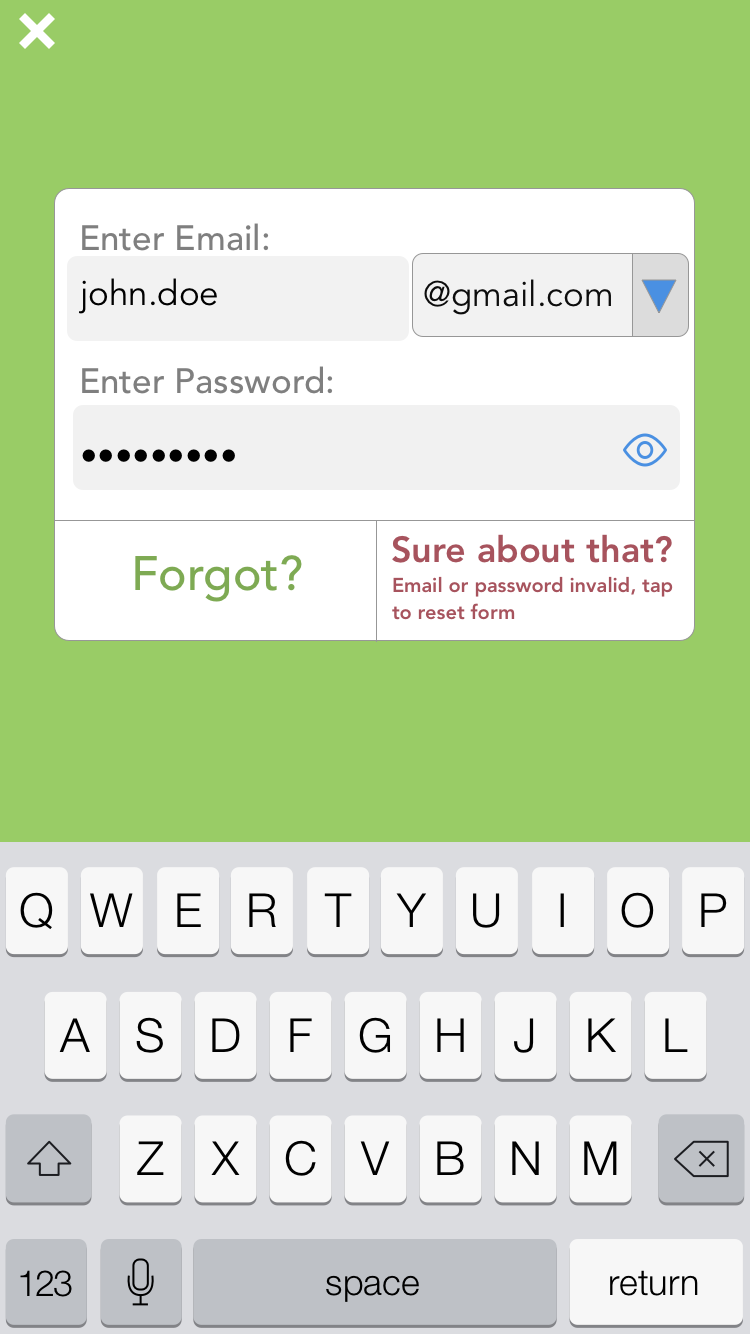 Enter Email:
john.doe
@gmail.com
Enter Password:
•••••••••
Forgot?
Sure about that?
Email or password invalid, tap
to reset form
Q W E R T Y U I O P
A S D F G H J K L
Z X C V B N M
123 space return